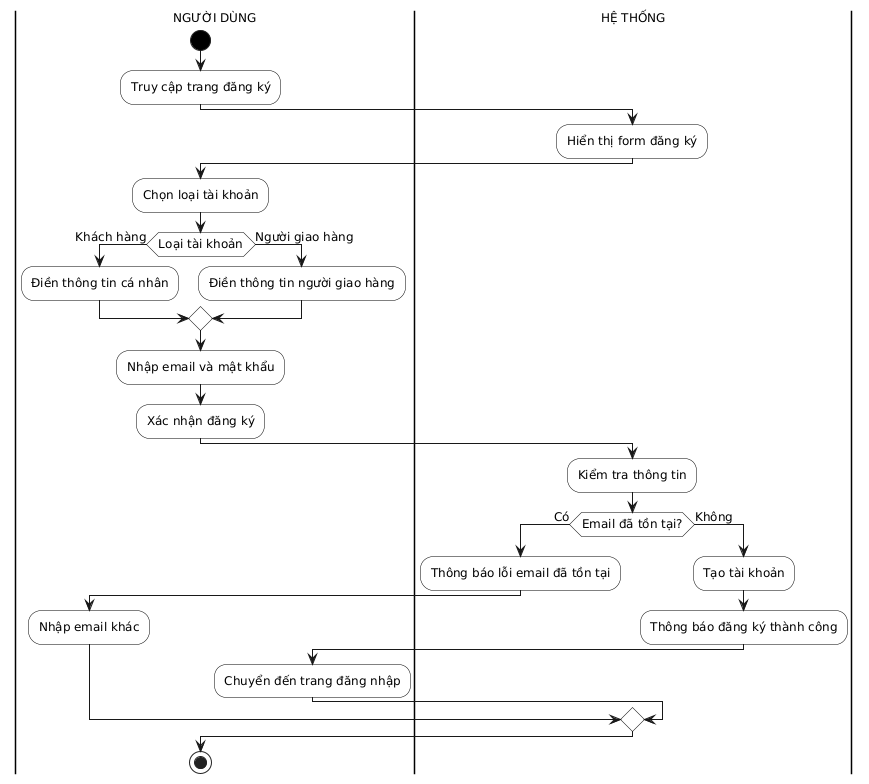 NGƯỜI DÙNG
HỆ THỐNG
Truy cập trang đăng ký
Hiển thị form đăng ký
Chọn loại tài khoản
Khách hàng
Loại tài khoản
Người giao hàng
Điền thông tin cá nhân
Điền thông tin người giao hàng
Nhập email và mật khẩu
Xác nhận đăng ký
Kiểm tra thông tin
Có
Email đã tồn tại?
Không
Thông báo lỗi email đã tồn tại
Tạo tài khoản
Nhập email khác
Thông báo đăng ký thành công
Chuyển đến trang đăng nhập